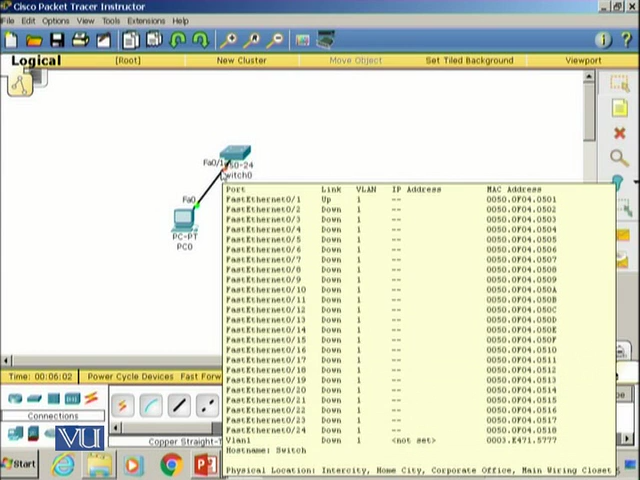 Cisco Packet Tracer Instructor
File Edit Options View Tools Extensions Help
Logical [Root] New Cluster Move Object Set Tiled Background Viewport
Fa0/1
50-24
witch0
Fa0
PC-PT
PC0
Port Link VLAN IP Address MAC Address
FastEthernet0/1 Up 1 -- 0050.0F04.0501
FastEthernet0/2 Down 1 -- 0050.0F04.0502
FastEthernet0/3 Down 1 -- 0050.0F04.0503
FastEthernet0/4 Down 1 -- 0050.0F04.0504
FastEthernet0/5 Down 1 -- 0050.0F04.0505
FastEthernet0/6 Down 1 -- 0050.0F04.0506
FastEthernet0/7 Down 1 -- 0050.0F04.0507
FastEthernet0/8 Down 1 -- 0050.0F04.0508
FastEthernet0/9 Down 1 -- 0050.0F04.0509
FastEthernet0/10 Down 1 -- 0050.0F04.050A
FastEthernet0/11 Down 1 -- 0050.0F04.050B
FastEthernet0/12 Down 1 -- 0050.0F04.050C
FastEthernet0/13 Down 1 -- 0050.0F04.050D
FastEthernet0/14 Down 1 -- 0050.0F04.050E
FastEthernet0/15 Down 1 -- 0050.0F04.050F
FastEthernet0/16 Down 1 -- 0050.0F04.0510
FastEthernet0/17 Down 1 -- 0050.0F04.0511
FastEthernet0/18 Down 1 -- 0050.0F04.0512
FastEthernet0/19 Down 1 -- 0050.0F04.0513
FastEthernet0/20 Down 1 -- 0050.0F04.0514
FastEthernet0/21 Down 1 -- 0050.0F04.0515
FastEthernet0/22 Down 1 -- 0050.0F04.0516
FastEthernet0/23 Down 1 -- 0050.0F04.0517
FastEthernet0/24 Down 1 -- 0050.0F04.0518
Vlan1 Down 1 <not set> 0003.E471.5777
Hostname: Switch
Physical Location: Intercity, Home City, Corporate Office, Main Wiring Closet
Time: 00:06:02 Power Cycle Devices Fast Forw
Connections
VU
Copper Straight-T
Start